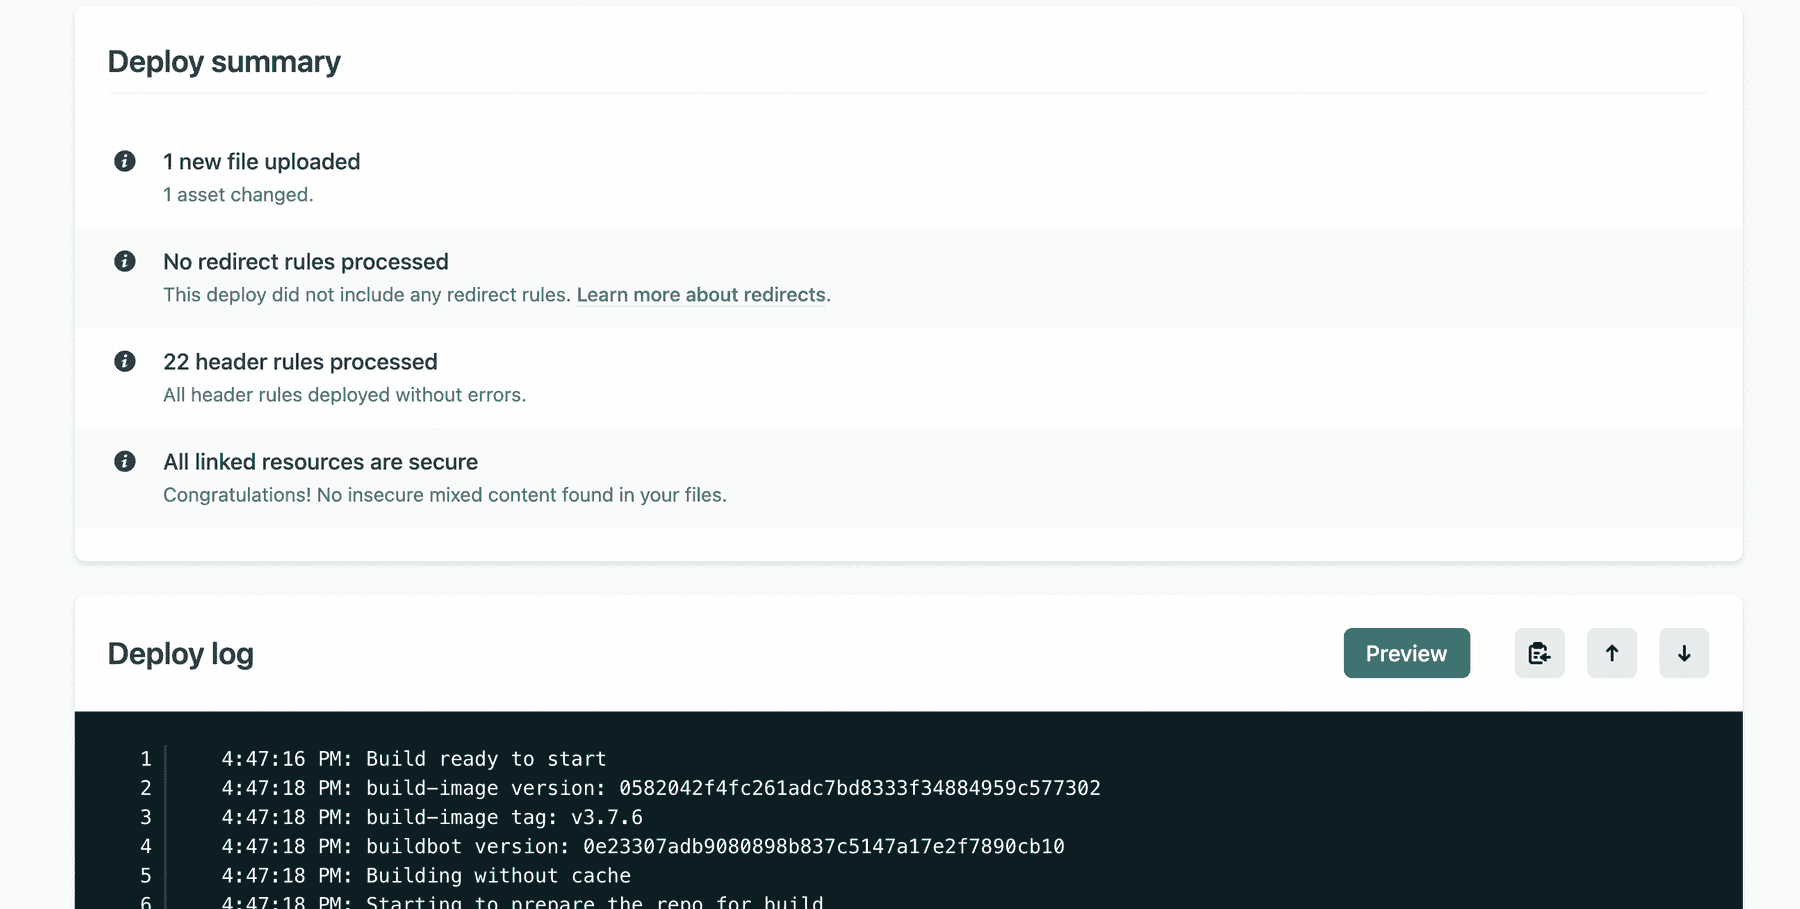 Deploy summary
1 new file uploaded
1 asset changed.
No redirect rules processed
This deploy did not include any redirect rules. Learn more about redirects.
22 header rules processed
All header rules deployed without errors.
All linked resources are secure
Congratulations! No insecure mixed content found in your files.
Deploy log
Preview
1 4:47:16 PM: Build ready to start
2 4:47:18 PM: build-image version: 0582042f4fc261adc7bd8333f34884959c577302
3 4:47:18 PM: build-image tag: v3.7.6
4 4:47:18 PM: buildbot version: 0e23307adb9080898b837c5147a17e2f7890cb10
5 4:47:18 PM: Building without cache
6 4:47:18 PM: Starting to prepare the repo for build